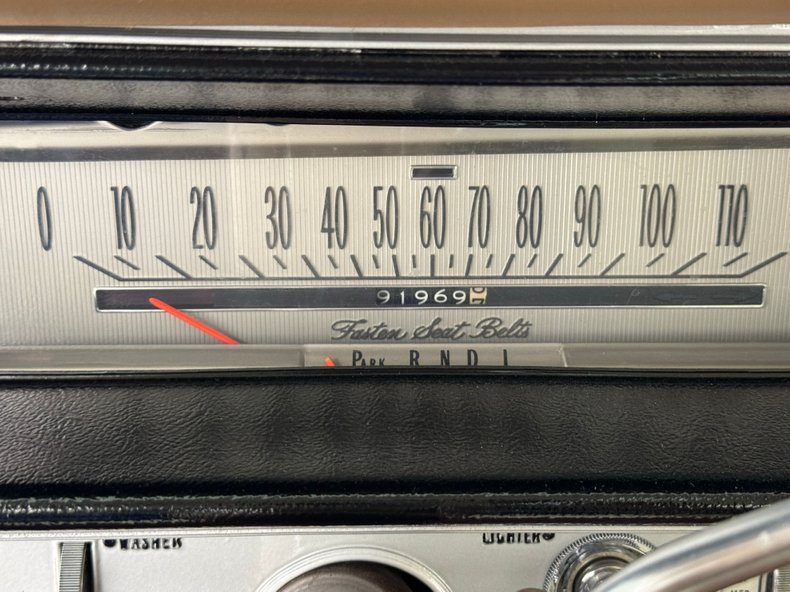 0 10 20 30 40 50 60 70 80 90 100 110
91969
Fasten Seat Belts
PARK R N D L
WASHER LIGHTER